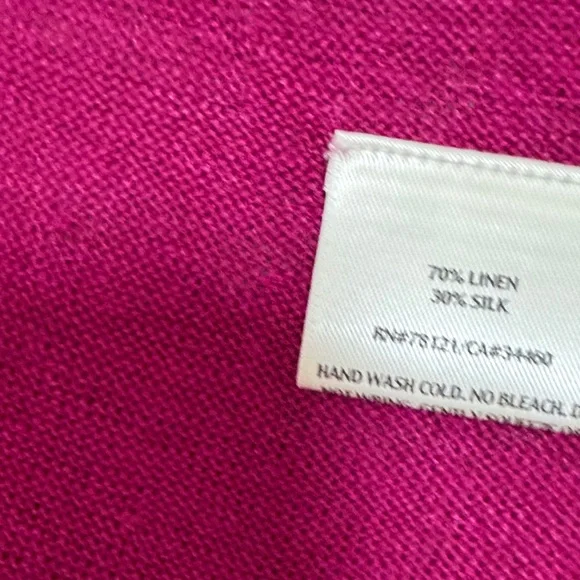 70% LINEN
30% SILK
RN#78121/CA#34460
HAND WASH COLD. NO BLEACH. D